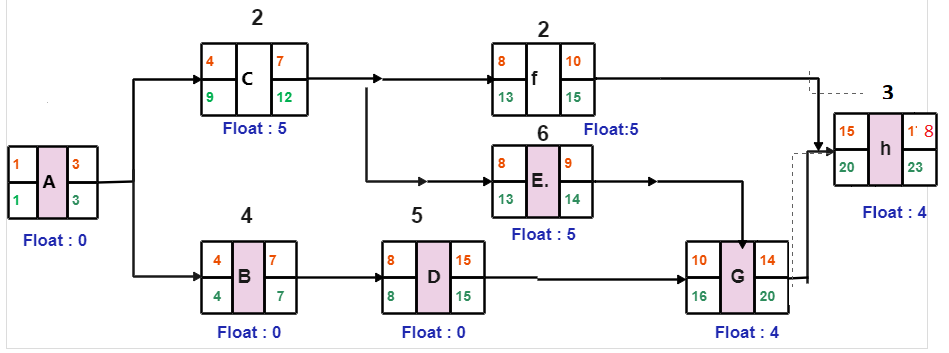 2
4 C 7
9 12
Float : 5
2
8 f 10
13 15
Float:5
3
15 h 1' 8
20 23
Float : 4
1 A 3
1 3
Float : 0
6
8 E. 9
13 14
Float : 5
4
4 B 7
4 7
Float : 0
5
8 D 15
8 15
Float : 0
10 G 14
16 20
Float : 4